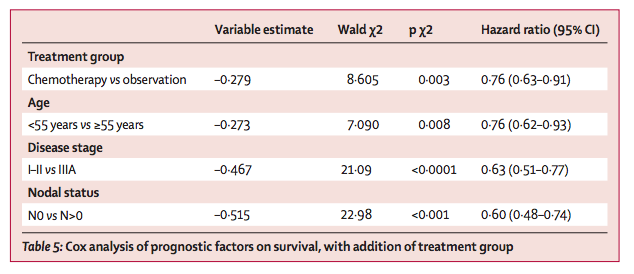 Variable estimate Wald χ2 p χ2 Hazard ratio (95% CI)
Treatment group
Chemotherapy vs observation –0·279 8·605 0·003 0·76 (0·63–0·91)
Age
<55 years vs ≥55 years –0·273 7·090 0·008 0·76 (0·62–0·93)
Disease stage
I–II vs IIIA –0·467 21·09 <0·0001 0·63 (0·51–0·77)
Nodal status
N0 vs N>0 –0·515 22·98 <0·001 0·60 (0·48–0·74)
Table 5: Cox analysis of prognostic factors on survival, with addition of treatment group